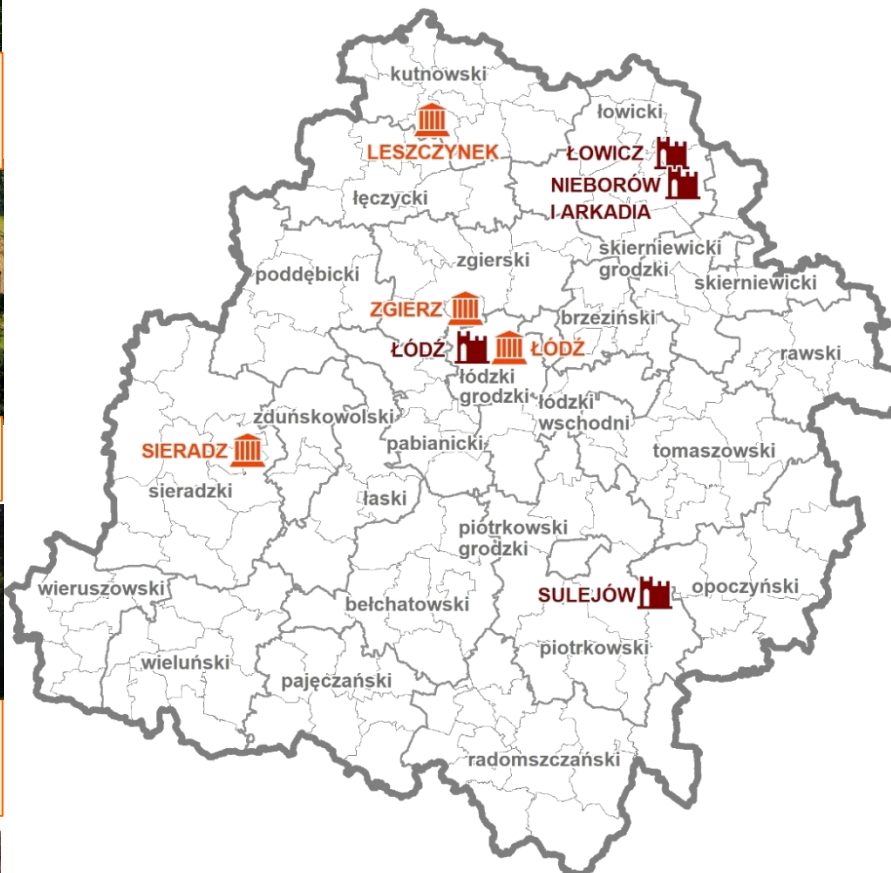 kutnowski
łowicki
LESZCZYNEK
ŁOWICZ
NIEBORÓW
I ARKADIA
łęczycki
skierniewicki
grodzki
zgierski
poddębicki
skierniewicki
ZGIERZ
brzeziński
ŁÓDŹ
ŁÓDŹ
rawski
łódzki
grodzki
łódzki
wschodni
zduńskowolski
pabianicki
SIERADZ
tomaszowski
sieradzki
łaski
piotrkowski
grodzki
wieruszowski
SULEJÓW
opoczyński
bełchatowski
wieluński
piotrkowski
pajęczański
radomszczański